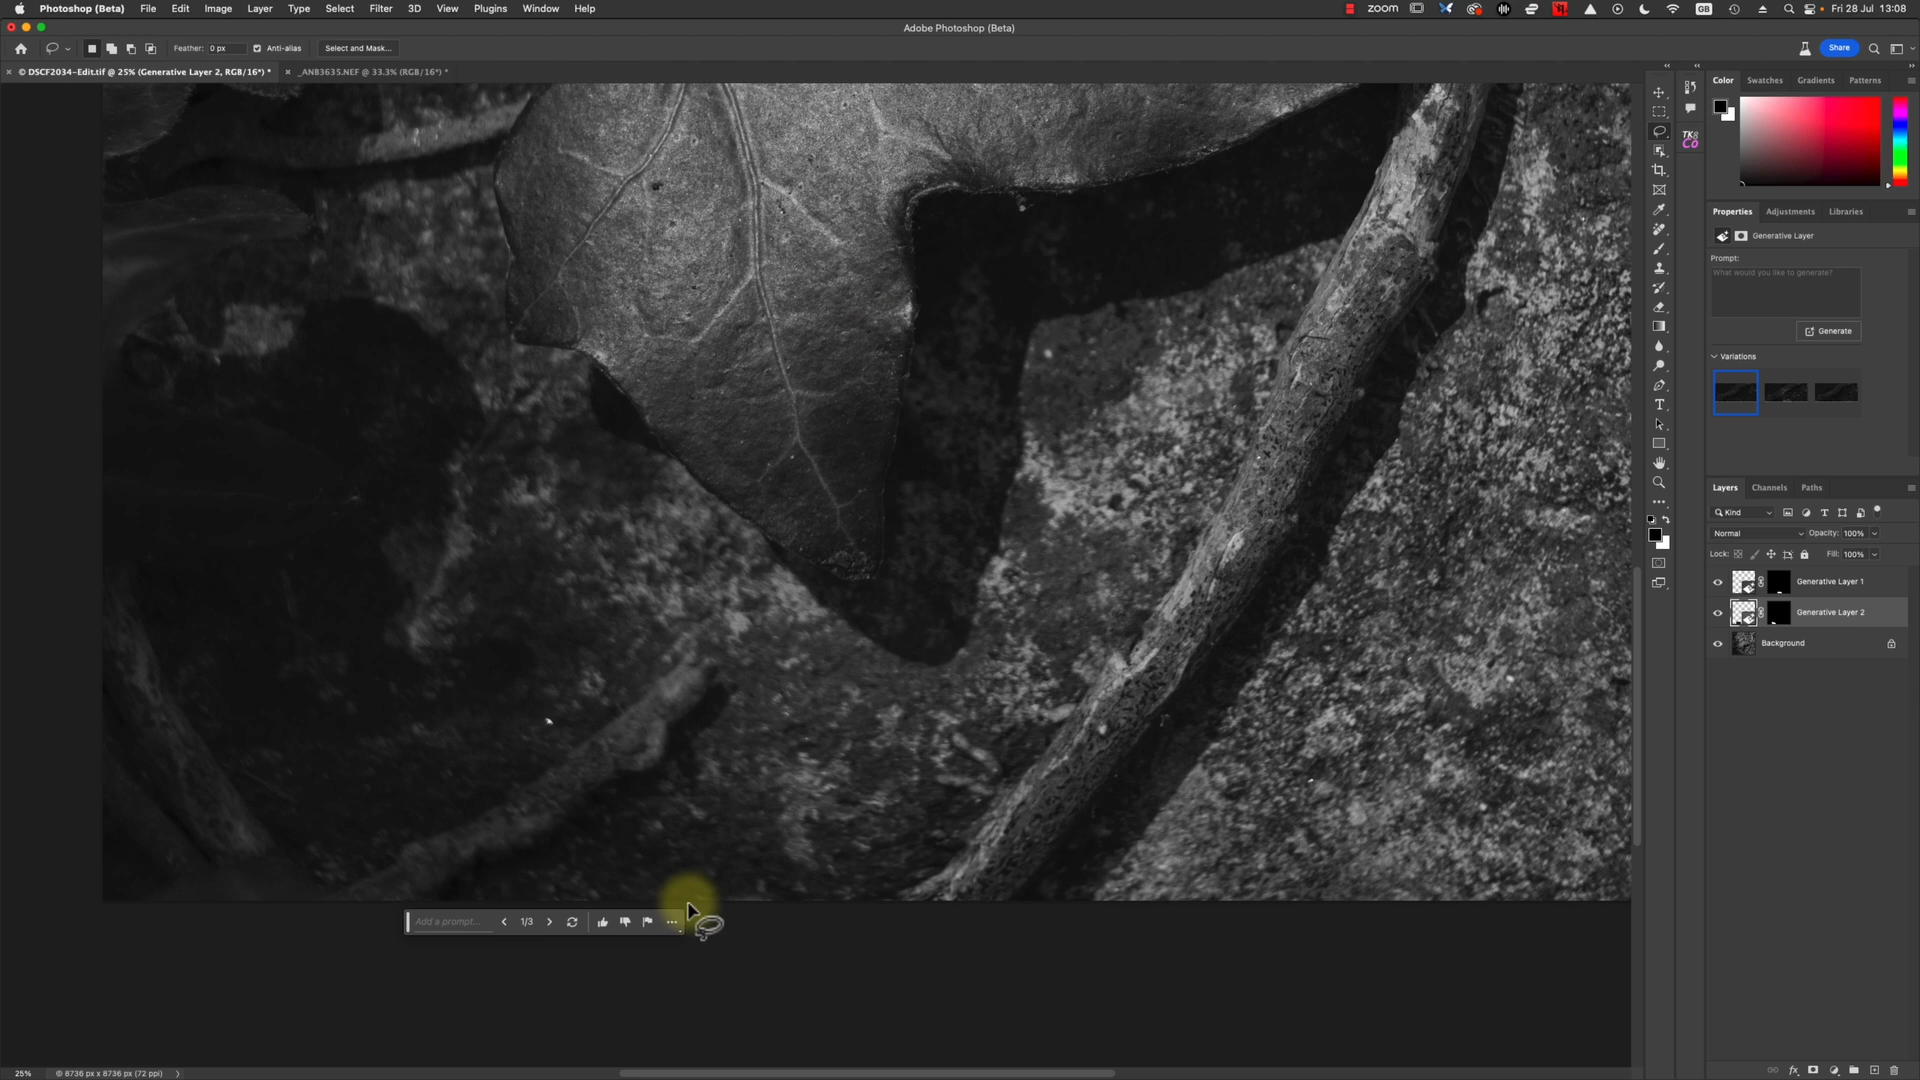 Photoshop (Beta) File Edit Image Layer Type Select Filter 3D View Plugins Window Help zoom GB Fri 28 Jul 13:08
Adobe Photoshop (Beta)
Feather: 0 px Anti-alias Select and Mask... Share
× © DSCF2034-Edit.tif @ 25% (Generative Layer 2, RGB/16*) * × _ANB3635.NEF @ 33.3% (RGB/16*) *
Color Swatches Gradients Patterns
TK8
Co
Properties Adjustments Libraries
Generative Layer
Prompt:
What would you like to generate?
Generate
Variations
Layers Channels Paths
Kind
Normal Opacity: 100%
Lock: Fill: 100%
Generative Layer 1
Generative Layer 2
Background
Add a prompt... 1/3
25% © 8736 px x 8736 px (72 ppi)